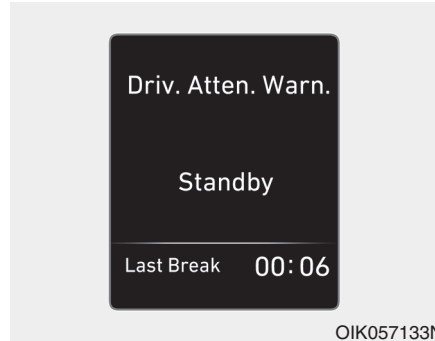 Driv. Atten. Warn.
Standby
Last Break 00:06
OIK057133N